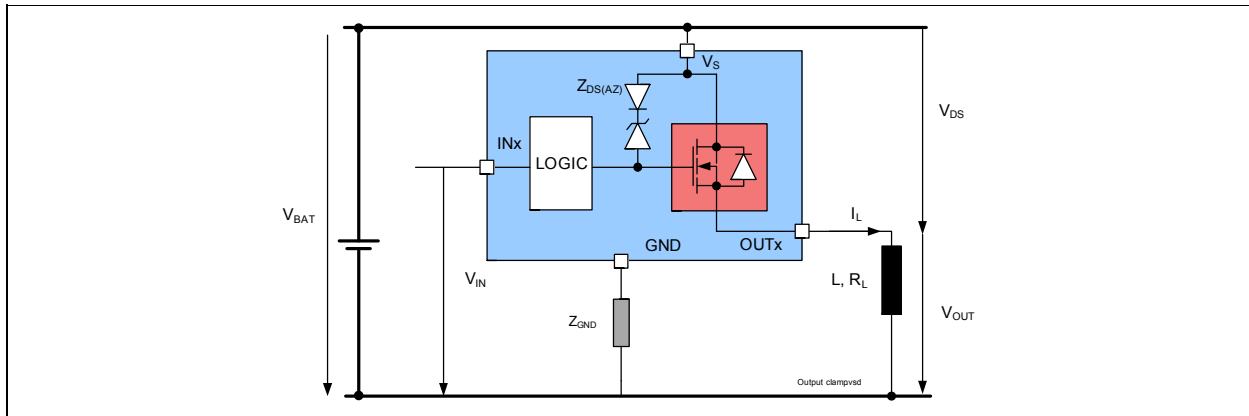 V_S
Z_DS(AZ)
V_DS
INx
LOGIC
V_BAT
I_L
GND
OUTx
V_IN
L, R_L
Z_GND
V_OUT
Output clampvsd